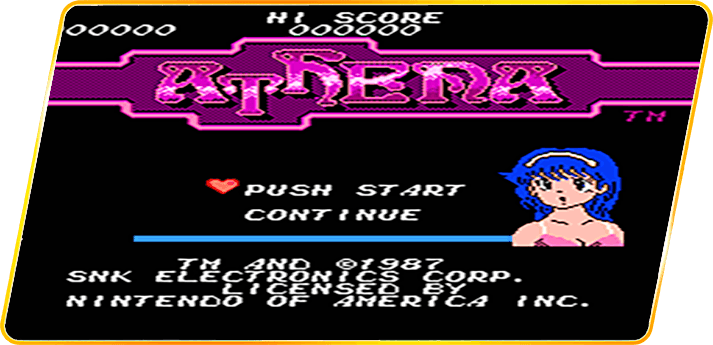 HI SCORE
00000 000000
ATHENA
TM
PUSH START
CONTINUE
TM AND ©1987
SNK ELECTRONICS CORP.
LICENSED BY
NINTENDO OF AMERICA INC.